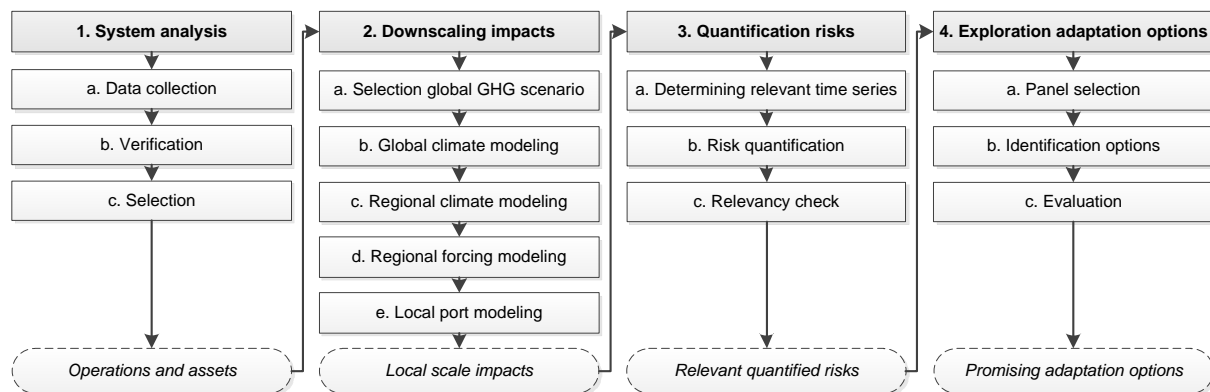 1. System analysis
a. Data collection
b. Verification
c. Selection
Operations and assets
2. Downscaling impacts
a. Selection global GHG scenario
b. Global climate modeling
c. Regional climate modeling
d. Regional forcing modeling
e. Local port modeling
Local scale impacts
3. Quantification risks
a. Determining relevant time series
b. Risk quantification
c. Relevancy check
Relevant quantified risks
4. Exploration adaptation options
a. Panel selection
b. Identification options
c. Evaluation
Promising adaptation options